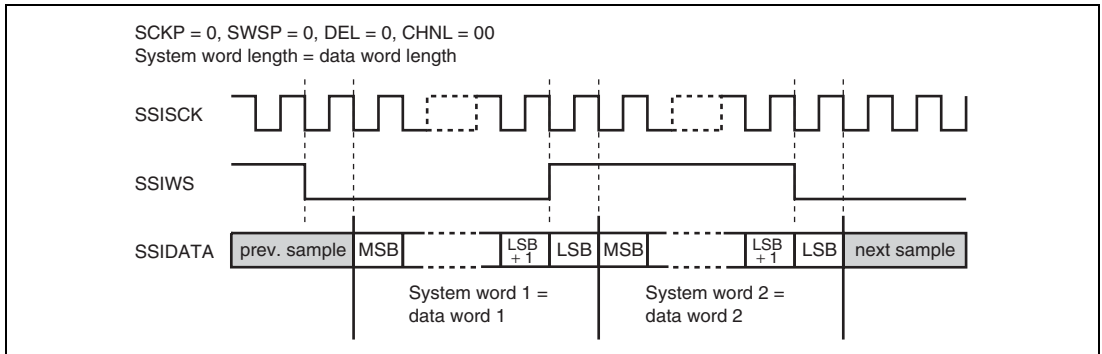 SCKP = 0, SWSP = 0, DEL = 0, CHNL = 00
System word length = data word length
SSISCK
SSIWS
SSIDATA
prev. sample
MSB
LSB
+ 1
LSB
MSB
LSB
+ 1
LSB
next sample
System word 1 =
data word 1
System word 2 =
data word 2